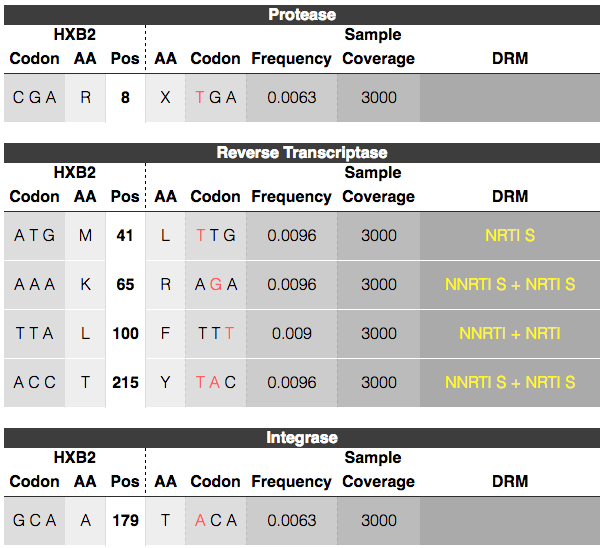 Protease
HXB2 Sample
Codon AA Pos AA Codon Frequency Coverage DRM
C G A R 8 X T G A 0.0063 3000
Reverse Transcriptase
HXB2 Sample
Codon AA Pos AA Codon Frequency Coverage DRM
A T G M 41 L T T G 0.0096 3000 NRTI S
A A A K 65 R A G A 0.0096 3000 NNRTI S + NRTI S
T T A L 100 F T T T 0.009 3000 NNRTI + NRTI
A C C T 215 Y T A C 0.0096 3000 NNRTI S + NRTI S
Integrase
HXB2 Sample
Codon AA Pos AA Codon Frequency Coverage DRM
G C A A 179 T A C A 0.0063 3000